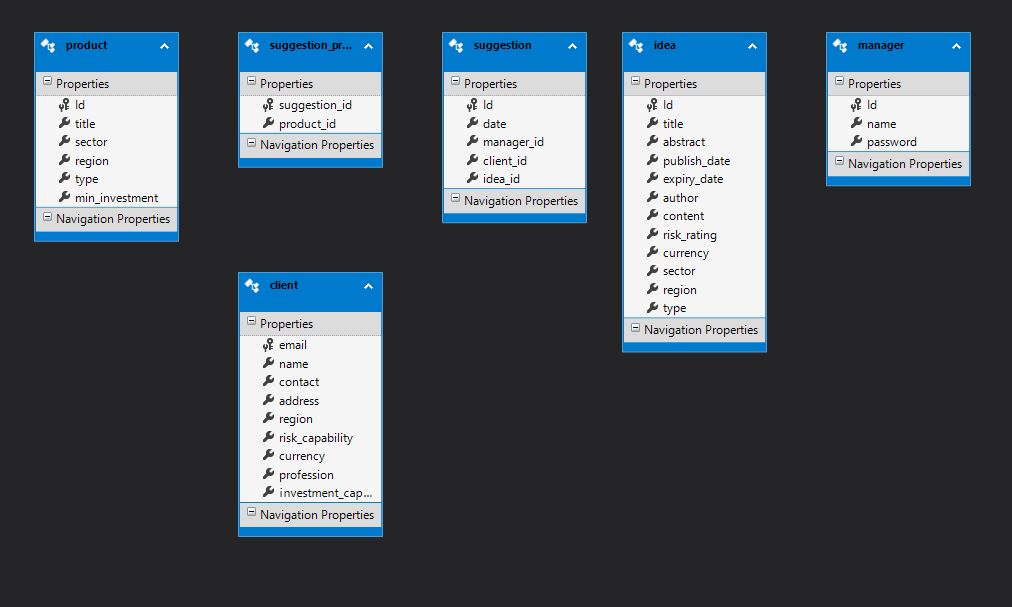 product
Properties
Id
title
sector
region
type
min_investment
Navigation Properties
suggestion_pr...
Properties
suggestion_id
product_id
Navigation Properties
suggestion
Properties
Id
date
manager_id
client_id
idea_id
Navigation Properties
idea
Properties
Id
title
abstract
publish_date
expiry_date
author
content
risk_rating
currency
sector
region
type
Navigation Properties
manager
Properties
Id
name
password
Navigation Properties
client
Properties
email
name
contact
address
region
risk_capability
currency
profession
investment_cap...
Navigation Properties